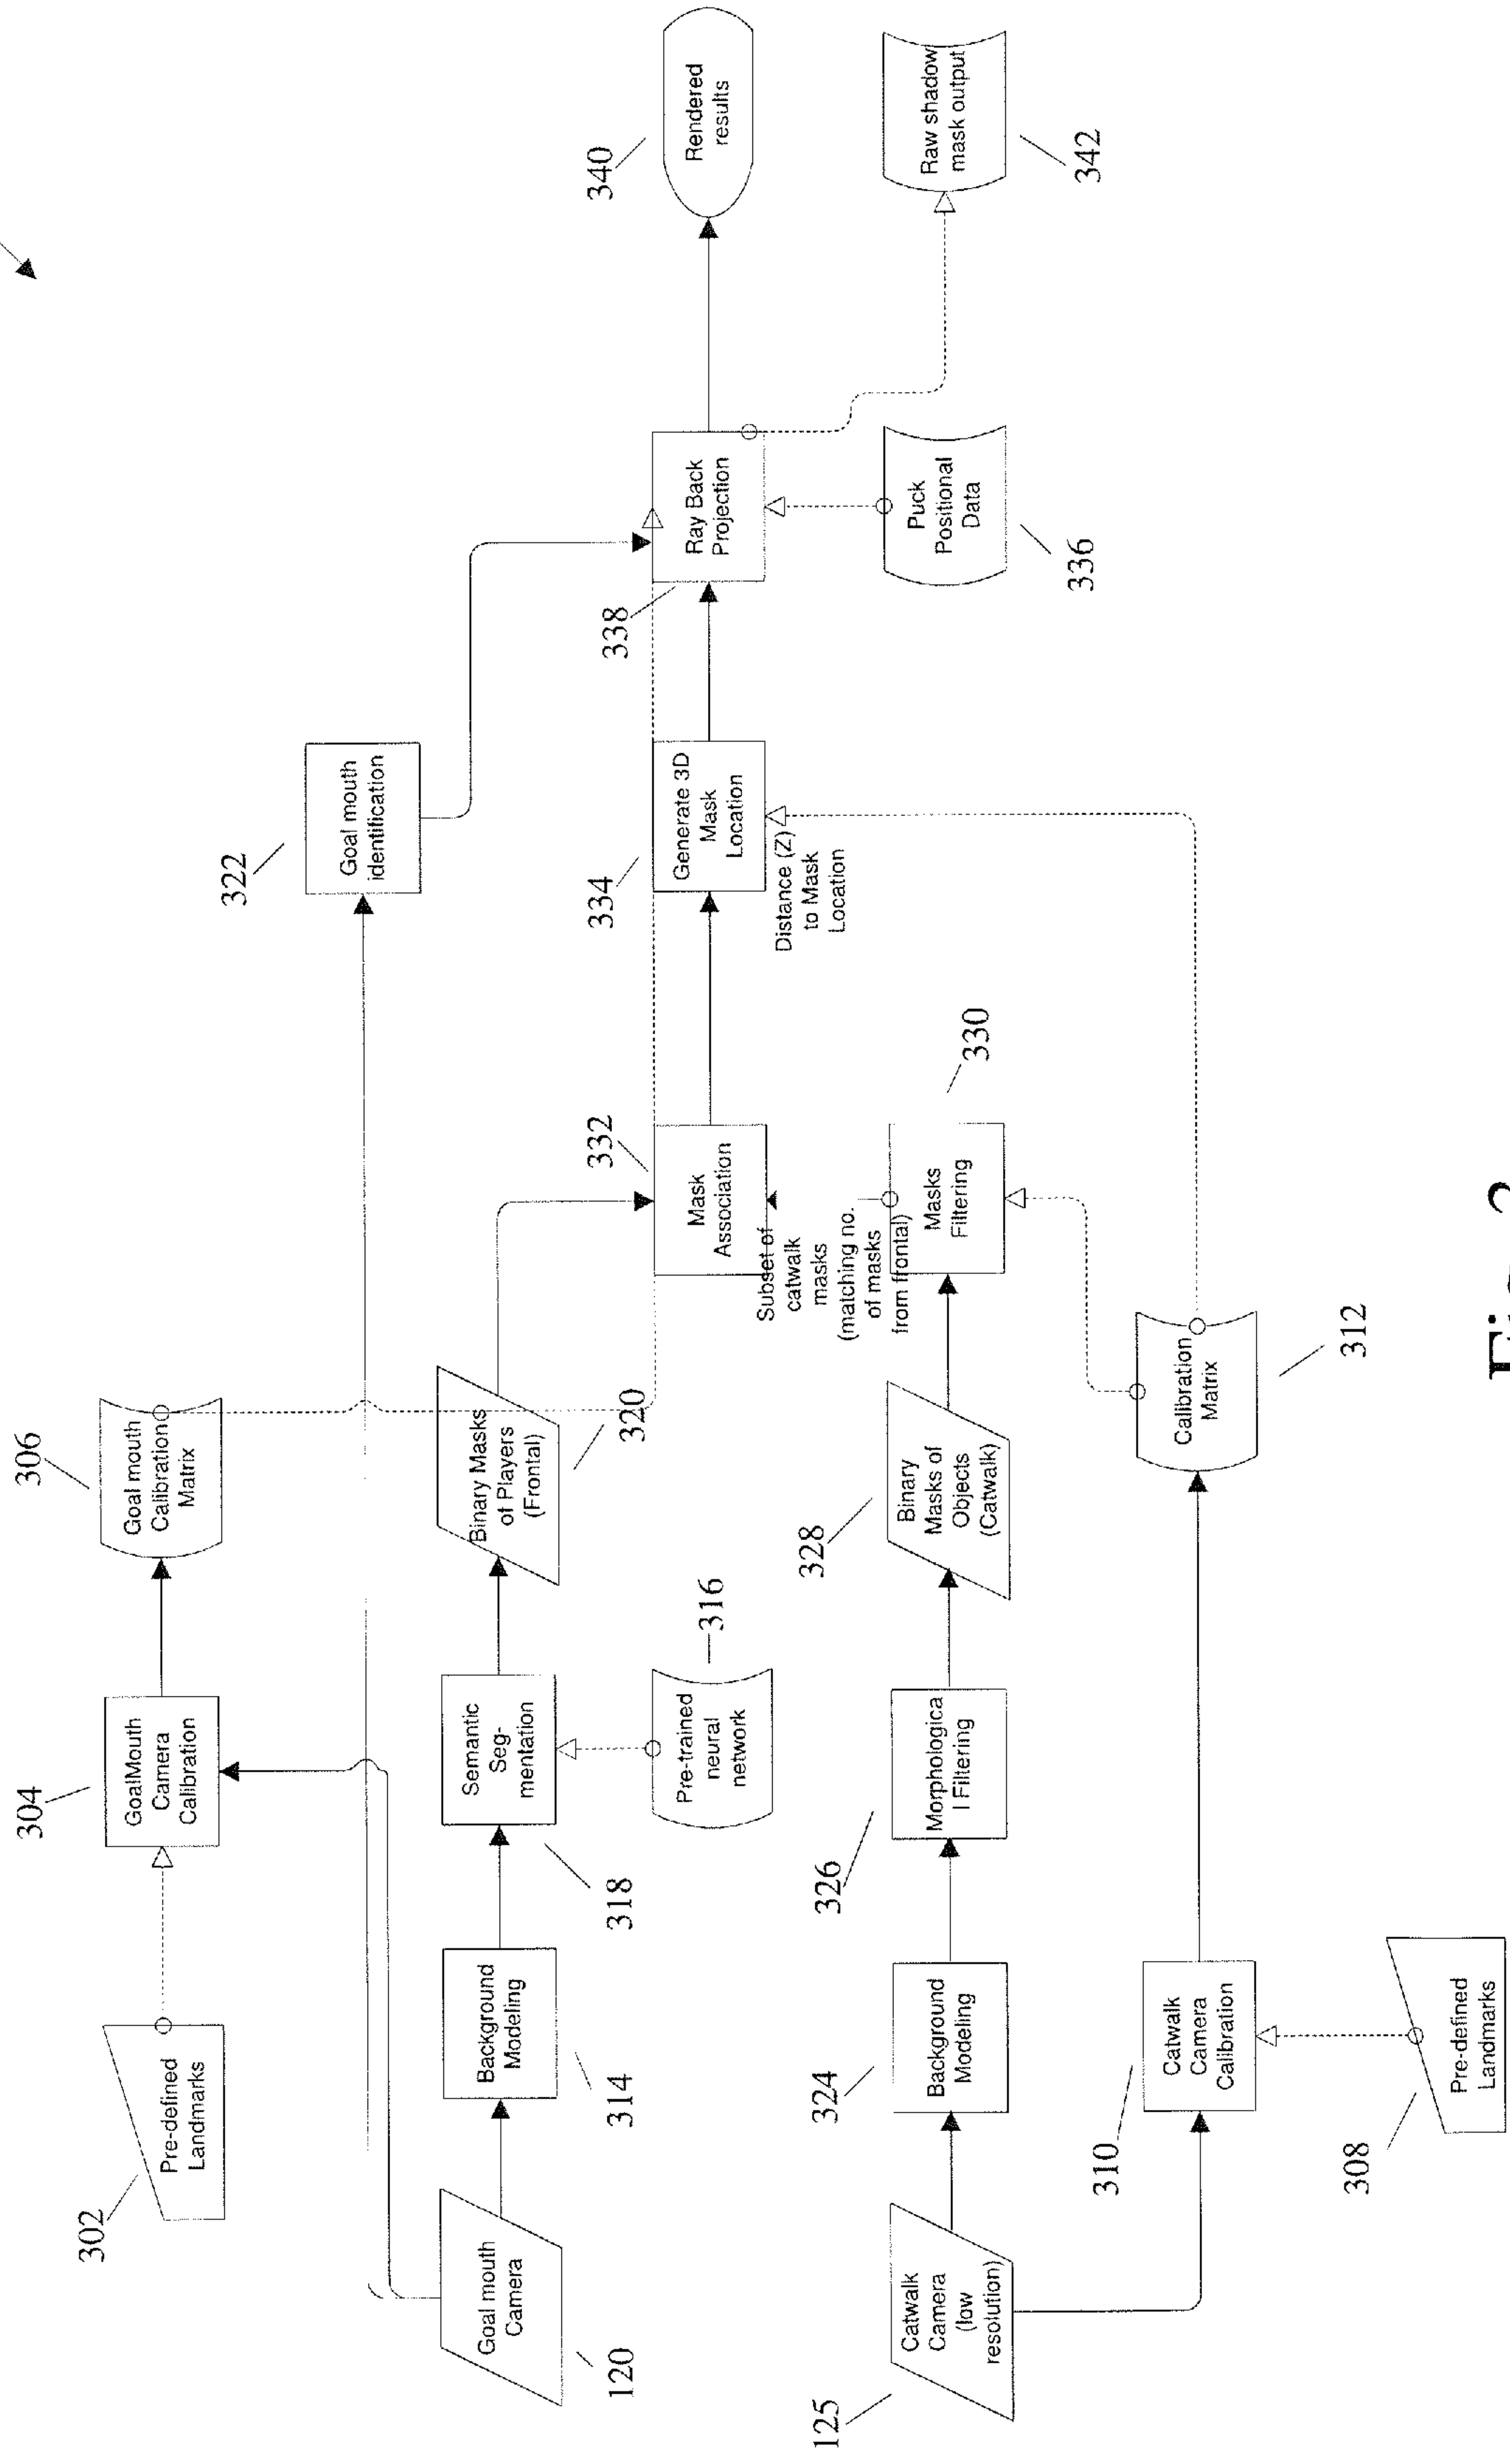 302
Pre-defined
Landmarks
304
GoalMouth
Camera
Calibration
306
Goal mouth
Calibration
Matrix
322
Goal mouth
identification
120
Goal mouth
Camera
314
Background
Modeling
318
Semantic
Seg-
mentation
316
Pre-trained
neural
network
320
Binary Masks
of Players
(Frontal)
332
Mask
Association
334
Generate 3D
Mask
Location
Distance (Z)
to Mask
Location
338
Ray Back
Projection
340
Rendered
results
125
Catwalk
Camera
(low
resolution)
324
Background
Modeling
326
Morphologica
l Filtering
328
Binary
Masks of
Objects
(Catwalk)
Subset of
catwalk
masks
(matching no.
of masks
from frontal)
330
Masks
Filtering
336
Puck
Positional
Data
342
Raw shadow
mask output
310
Catwalk
Camera
Calibration
312
Calibration
Matrix
308
Pre-defined
Landmarks